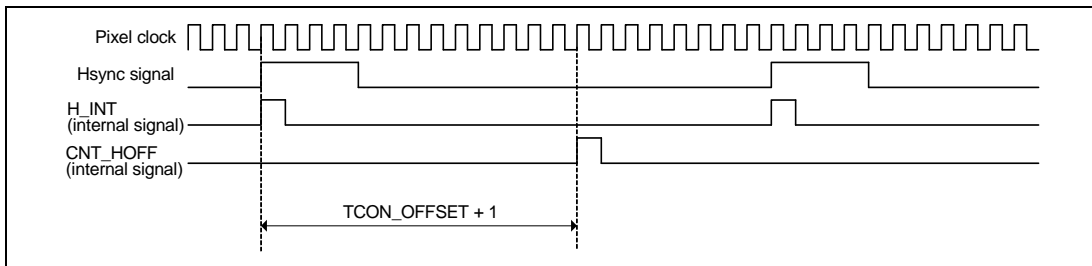 Pixel clock
Hsync signal
H_INT
(internal signal)
CNT_HOFF
(internal signal)
TCON_OFFSET + 1